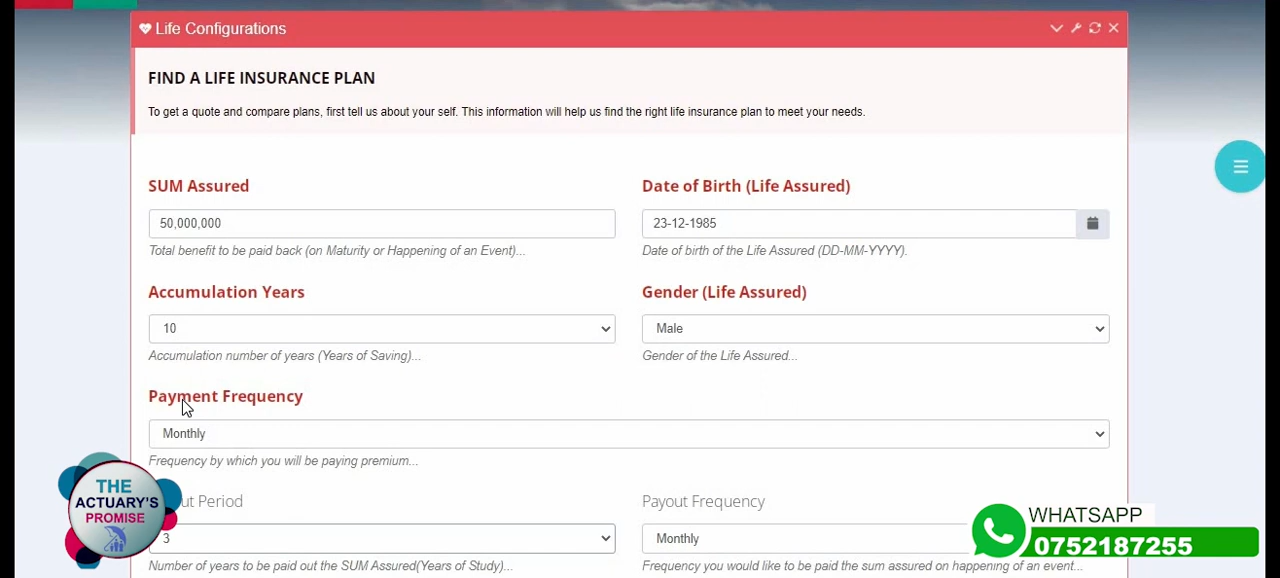 Life Configurations
FIND A LIFE INSURANCE PLAN
To get a quote and compare plans, first tell us about your self. This information will help us find the right life insurance plan to meet your needs.
SUM Assured
Date of Birth (Life Assured)
50,000,000
23-12-1985
Total benefit to be paid back (on Maturity or Happening of an Event)...
Date of birth of the Life Assured (DD-MM-YYYY).
Accumulation Years
Gender (Life Assured)
10
Male
Accumulation number of years (Years of Saving)...
Gender of the Life Assured...
Payment Frequency
Monthly
Frequency by which you will be paying premium...
ut Period
Payout Frequency
3
Monthly
Number of years to be paid out the SUM Assured(Years of Study)...
Frequency you would like to be paid the sum assured on happening of an event...
THE
ACTUARY'S
PROMISE
WHATSAPP
0752187255